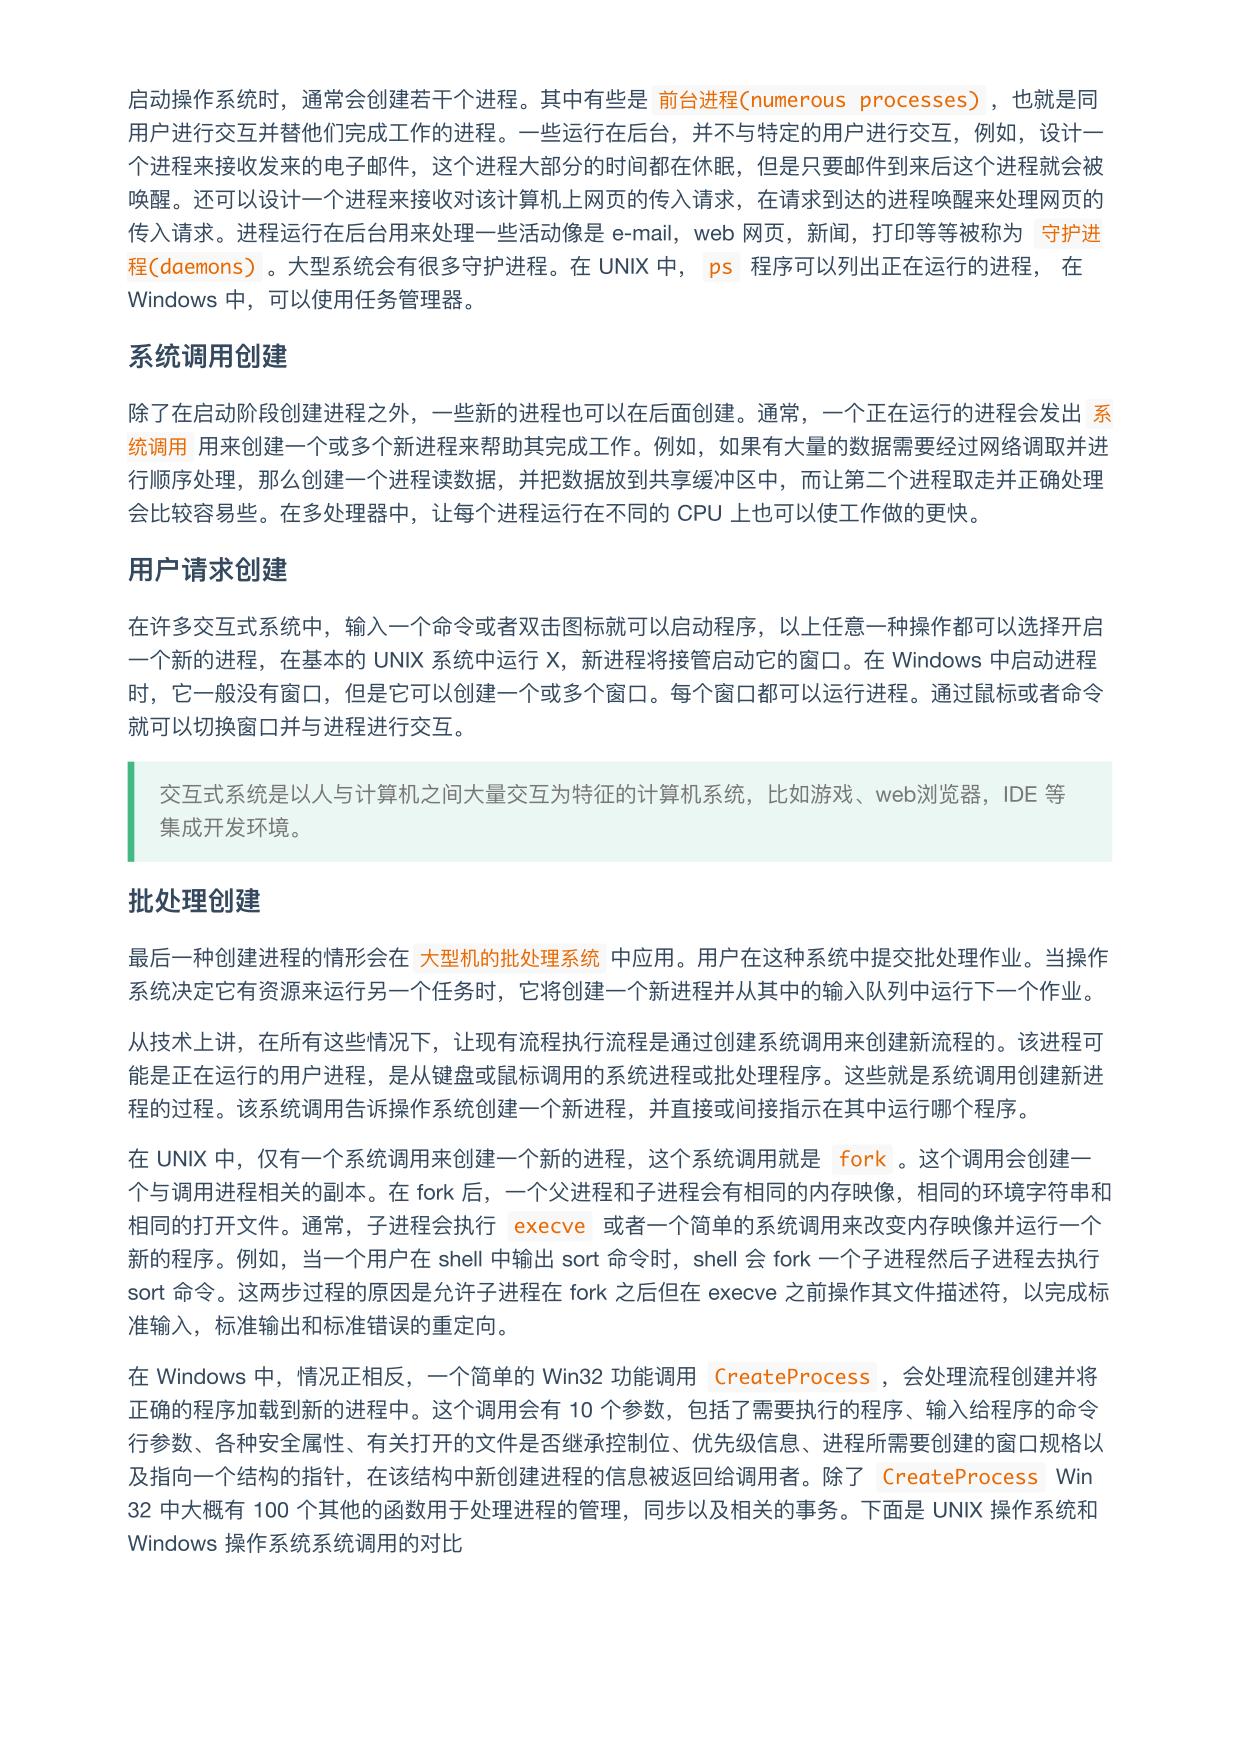 启动操作系统时，通常会创建若干个进程。其中有些是 前台进程(numerous processes) ，也就是同
用户进行交互并替他们完成工作的进程。一些运行在后台，并不与特定的用户进行交互，例如，设计一
个进程来接收发来的电子邮件，这个进程大部分的时间都在休眠，但是只要邮件到来后这个进程就会被
唤醒。还可以设计一个进程来接收对该计算机上网页的传入请求，在请求到达的进程唤醒来处理网页的
传入请求。进程运行在后台用来处理一些活动像是 e-mail，web 网页，新闻，打印等等被称为 守护进
程(daemons) 。大型系统会有很多守护进程。在 UNIX 中， ps 程序可以列出正在运行的进程， 在
Windows 中，可以使用任务管理器。
系统调用创建
除了在启动阶段创建进程之外，一些新的进程也可以在后面创建。通常，一个正在运行的进程会发出 系
统调用 用来创建一个或多个新进程来帮助其完成工作。例如，如果有大量的数据需要经过网络调取并进
行顺序处理，那么创建一个进程读数据，并把数据放到共享缓冲区中，而让第二个进程取走并正确处理
会比较容易些。在多处理器中，让每个进程运行在不同的 CPU 上也可以使工作做的更快。
用户请求创建
在许多交互式系统中，输入一个命令或者双击图标就可以启动程序，以上任意一种操作都可以选择开启
一个新的进程，在基本的 UNIX 系统中运行 X，新进程将接管启动它的窗口。在 Windows 中启动进程
时，它一般没有窗口，但是它可以创建一个或多个窗口。每个窗口都可以运行进程。通过鼠标或者命令
就可以切换窗口并与进程进行交互。
交互式系统是以人与计算机之间大量交互为特征的计算机系统，比如游戏、web浏览器，IDE 等
集成开发环境。
批处理创建
最后一种创建进程的情形会在 大型机的批处理系统 中应用。用户在这种系统中提交批处理作业。当操作
系统决定它有资源来运行另一个任务时，它将创建一个新进程并从其中的输入队列中运行下一个作业。
从技术上讲，在所有这些情况下，让现有流程执行流程是通过创建系统调用来创建新流程的。该进程可
能是正在运行的用户进程，是从键盘或鼠标调用的系统进程或批处理程序。这些就是系统调用创建新进
程的过程。该系统调用告诉操作系统创建一个新进程，并直接或间接指示在其中运行哪个程序。
在 UNIX 中，仅有一个系统调用来创建一个新的进程，这个系统调用就是 fork 。这个调用会创建一
个与调用进程相关的副本。在 fork 后，一个父进程和子进程会有相同的内存映像，相同的环境字符串和
相同的打开文件。通常，子进程会执行 execve 或者一个简单的系统调用来改变内存映像并运行一个
新的程序。例如，当一个用户在 shell 中输出 sort 命令时，shell 会 fork 一个子进程然后子进程去执行
sort 命令。这两步过程的原因是允许子进程在 fork 之后但在 execve 之前操作其文件描述符，以完成标
准输入，标准输出和标准错误的重定向。
在 Windows 中，情况正相反，一个简单的 Win32 功能调用 CreateProcess ，会处理流程创建并将
正确的程序加载到新的进程中。这个调用会有 10 个参数，包括了需要执行的程序、输入给程序的命令
行参数、各种安全属性、有关打开的文件是否继承控制位、优先级信息、进程所需要创建的窗口规格以
及指向一个结构的指针，在该结构中新创建进程的信息被返回给调用者。除了 CreateProcess Win
32 中大概有 100 个其他的函数用于处理进程的管理，同步以及相关的事务。下面是 UNIX 操作系统和
Windows 操作系统系统调用的对比